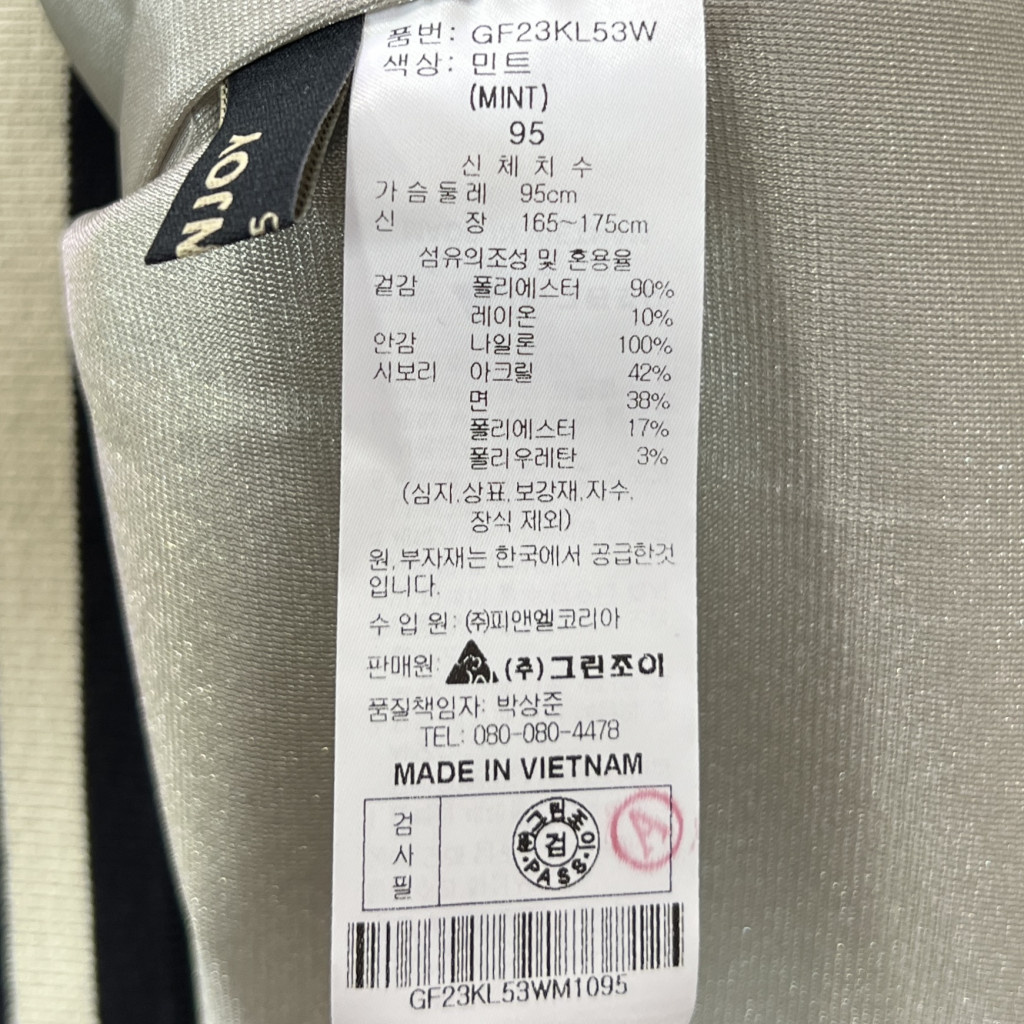 품번: GF23KL53W
색상: 민트
(MINT)
95
신 체 치 수
가 슴 둘 레 95cm
신 장 165~175cm
섬유의조성 및 혼용율
겉감 폴리에스터 90%
레이온 10%
안감 나일론 100%
시보리 아크릴 42%
면 38%
폴리에스터 17%
폴리우레탄 3%
(심지,상표,보강재,자수,
장식 제외)
원,부자재는 한국에서 공급한것
입니다.
수 입 원: (주)피앤엘코리아
판매원: (주)그린조이
품질책임자: 박상준
TEL: 080-080-4478
MADE IN VIETNAM
검
사
필
그린조이
검
PASS
GF23KL53WM1095